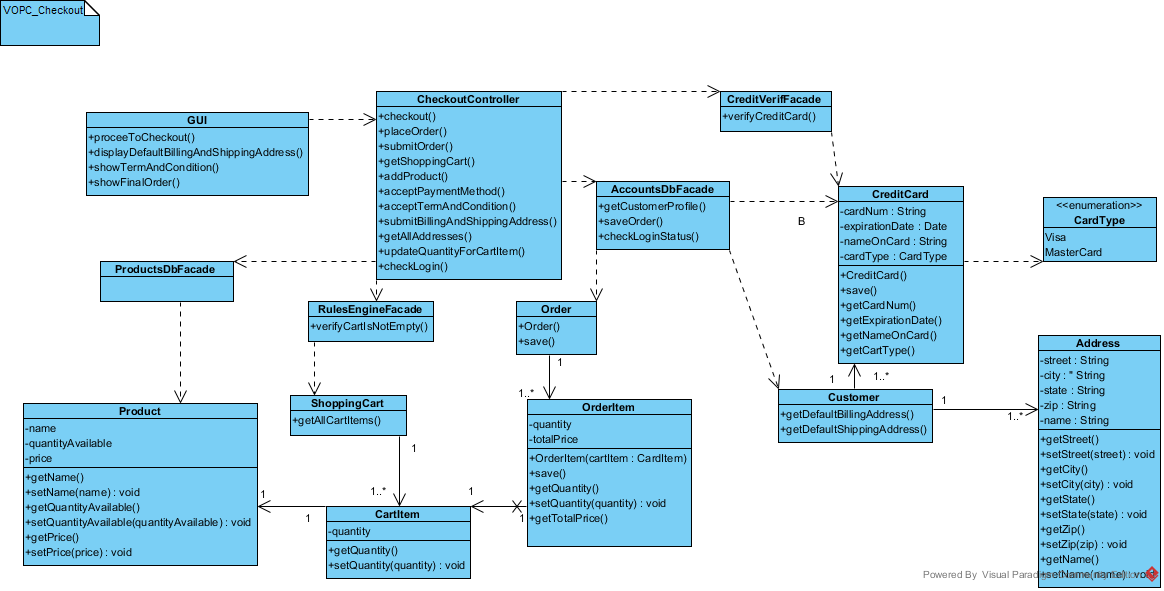 VOPC_Checkout
GUI
+proceeToCheckout()
+displayDefaultBillingAndShippingAddress()
+showTermAndCondition()
+showFinalOrder()
CheckoutController
+checkout()
+placeOrder()
+submitOrder()
+getShoppingCart()
+addProduct()
+acceptPaymentMethod()
+acceptTermAndCondition()
+submitBillingAndShippingAddress()
+getAllAddresses()
+updateQuantityForCartItem()
+checkLogin()
CreditVerifFacade
+verifyCreditCard()
AccountsDbFacade
+getCustomerProfile()
+saveOrder()
+checkLoginStatus()
B
CreditCard
-cardNum : String
-expirationDate : Date
-nameOnCard : String
-cardType : CardType
+CreditCard()
+save()
+getCardNum()
+getExpirationDate()
+getNameOnCard()
+getCartType()
<<enumeration>>
CardType
Visa
MasterCard
ProductsDbFacade
RulesEngineFacade
+verifyCartIsNotEmpty()
Order
+Order()
+save()
1
1..*
ShoppingCart
+getAllCartItems()
1
1..*
Product
-name
-quantityAvailable
-price
+getName()
+setName(name) : void
+getQuantityAvailable()
+setQuantityAvailable(quantityAvailable) : void
+getPrice()
+setPrice(price) : void
1
1
CartItem
-quantity
+getQuantity()
+setQuantity(quantity) : void
1
1
OrderItem
-quantity
-totalPrice
+OrderItem(cartItem : CardItem)
+save()
+getQuantity()
+setQuantity(quantity) : void
+getTotalPrice()
1
1..*
Customer
+getDefaultBillingAddress()
+getDefaultShippingAddress()
1
1..*
Address
-street : String
-city : " String
-state : String
-zip : String
-name : String
+getStreet()
+setStreet(street) : void
+getCity()
+setCity(city) : void
+getState()
+setState(state) : void
+getZip()
+setZip(zip) : void
+getName()
+setName(name) : void
Powered By Visual Paradigm